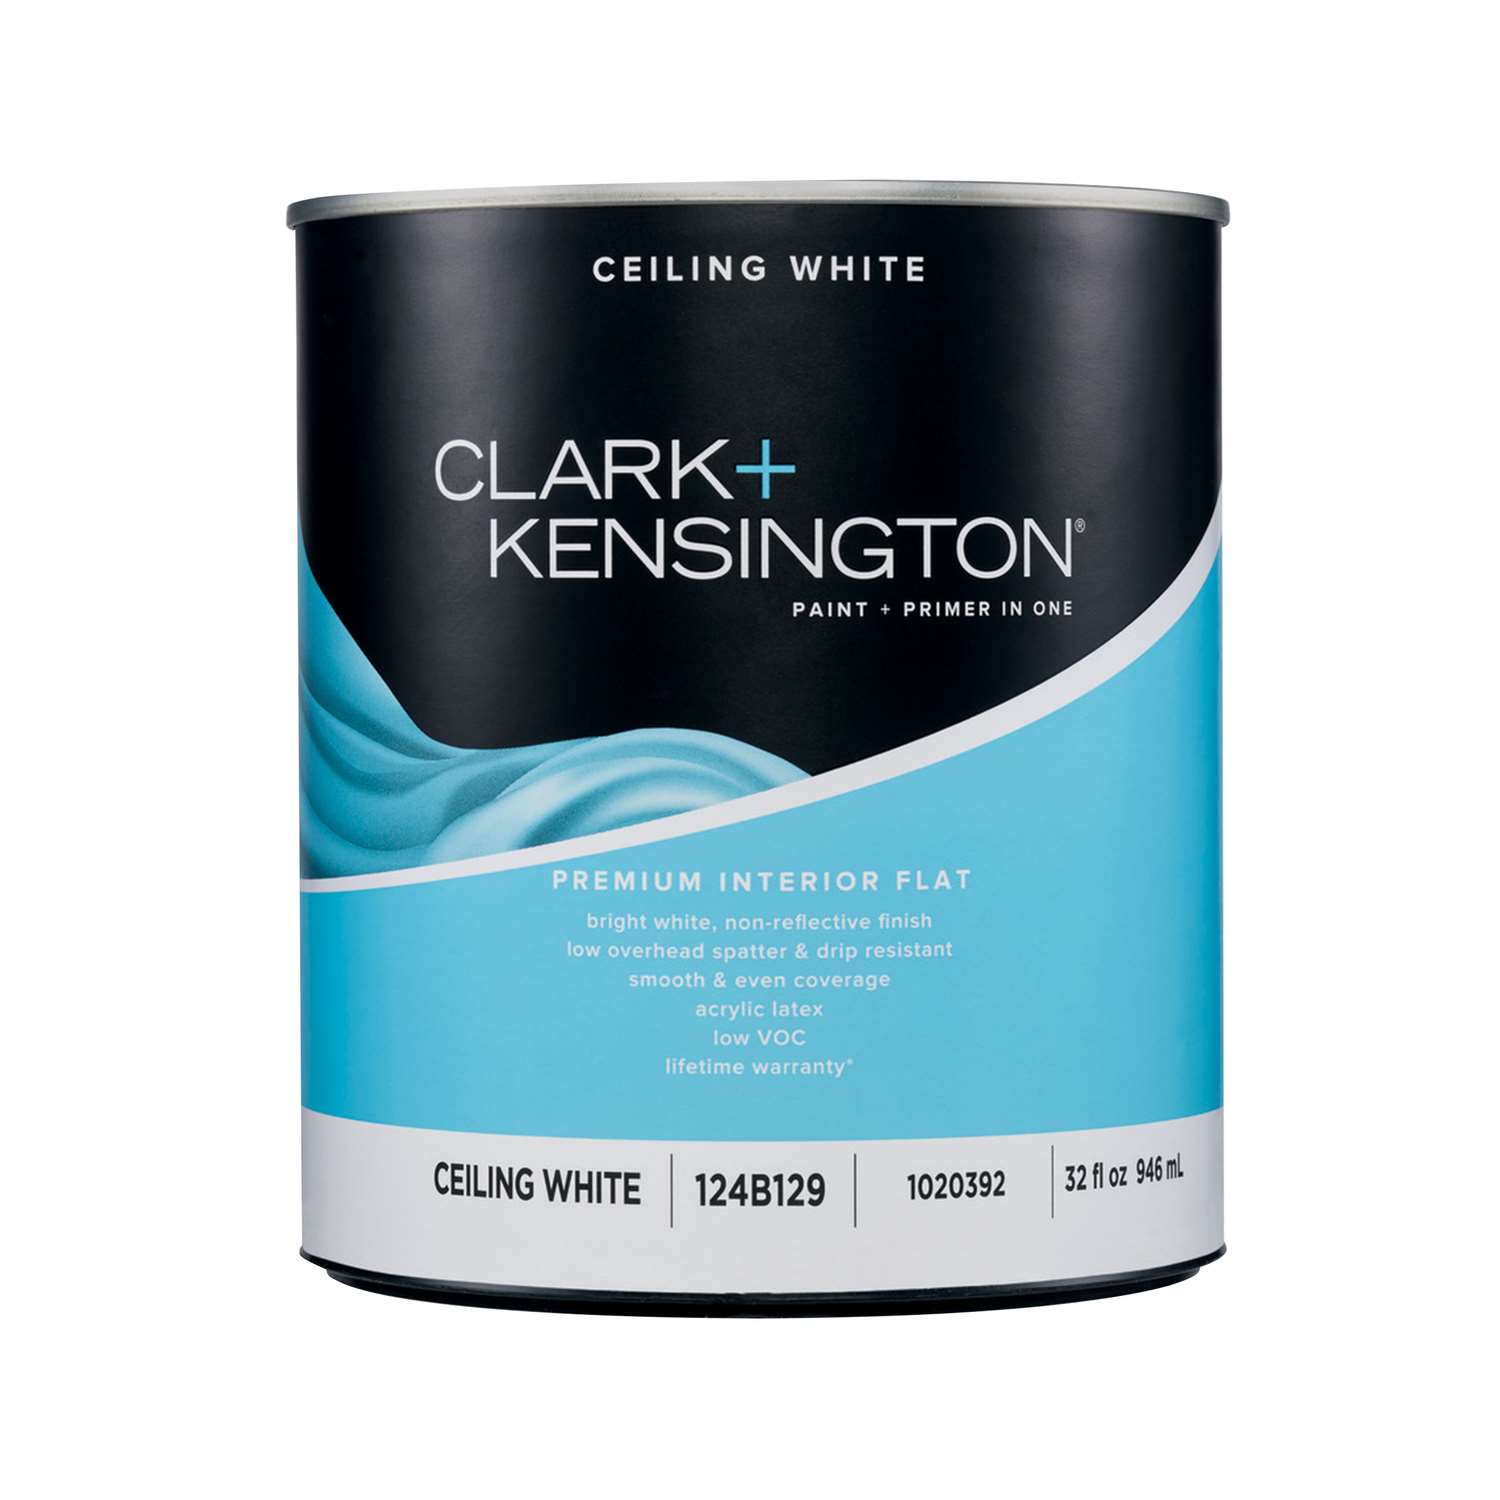 CEILING WHITE
CLARK+
KENSINGTON®
PAINT + PRIMER IN ONE
PREMIUM INTERIOR FLAT
bright white, non-reflective finish
low overhead spatter & drip resistant
smooth & even coverage
acrylic latex
low VOC
lifetime warranty*
CEILING WHITE 124B129 1020392 32 fl oz 946 mL